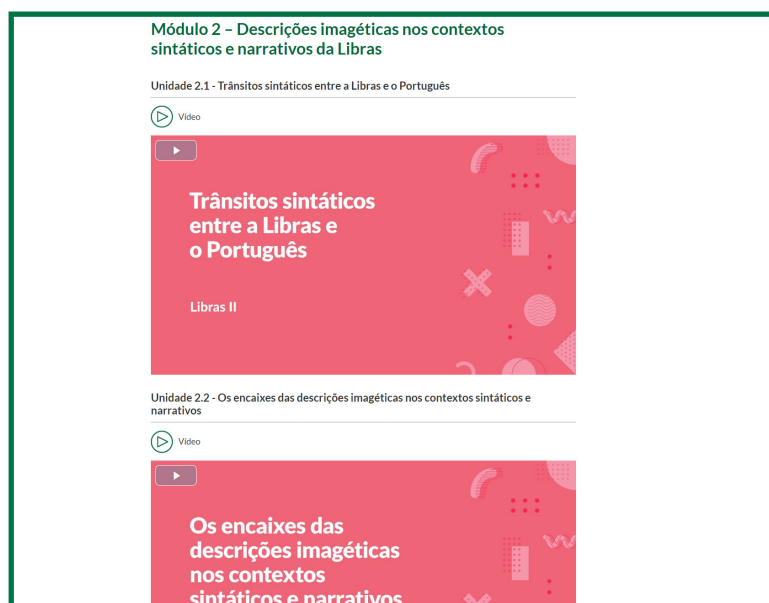 Módulo 2 – Descrições imagéticas nos contextos
sintáticos e narrativos da Libras
Unidade 2.1 - Trânsitos sintáticos entre a Libras e o Português
Vídeo
Trânsitos sintáticos
entre a Libras e
o Português
Libras II
Unidade 2.2 - Os encaixes das descrições imagéticas nos contextos sintáticos e
narrativos
Vídeo
Os encaixes das
descrições imagéticas
nos contextos
sintáticos e narrativos